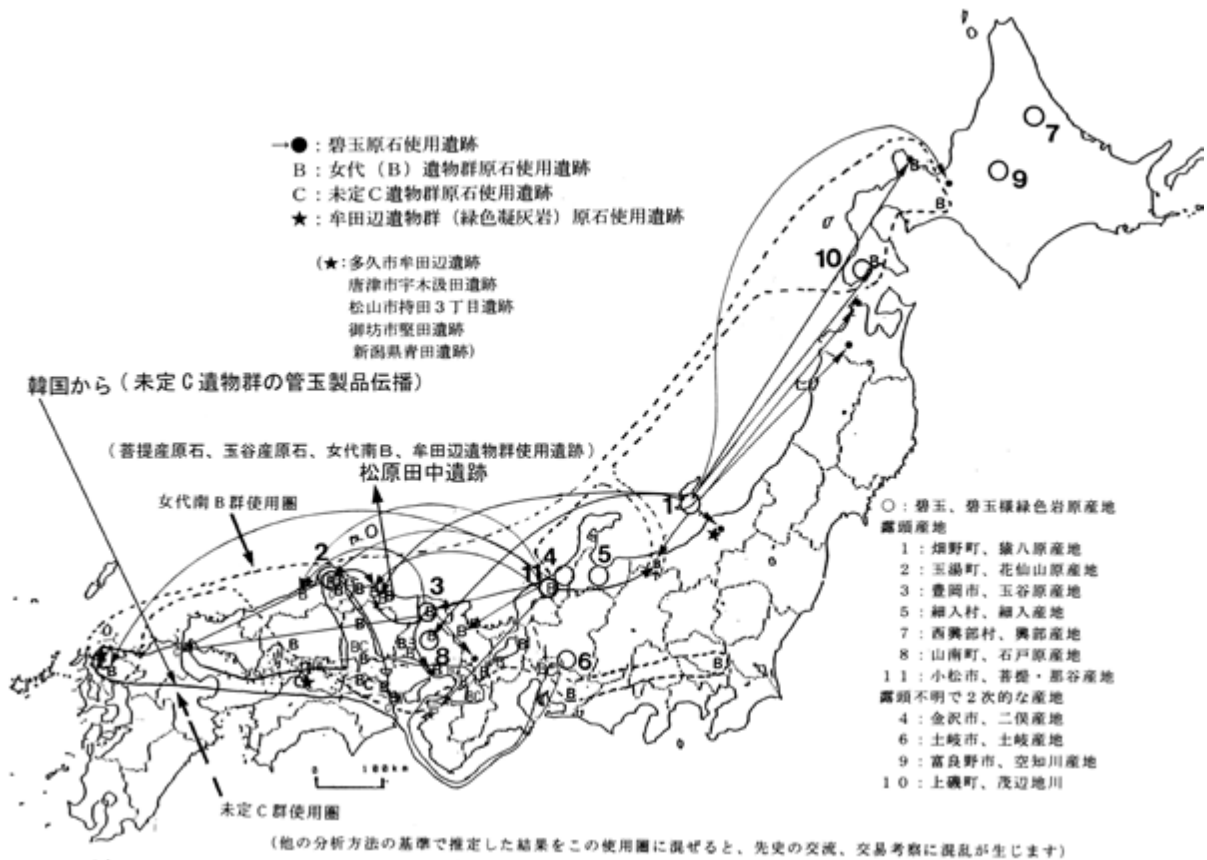 →●：碧玉原石使用遺跡
B：女代（B）遺物群原石使用遺跡
C：未定C遺物群原石使用遺跡
★：牟田辺遺物群（緑色凝灰岩）原石使用遺跡
（★：多久市牟田辺遺跡
唐津市宇木汲田遺跡
松山市持田３丁目遺跡
御坊市堅田遺跡
新潟県青田遺跡）
韓国から（未定C遺物群の管玉製品伝播）
（菩提産原石、玉谷産原石、女代南B、牟田辺遺物群使用遺跡）
松原田中遺跡
女代南B群使用圏
未定C群使用圏
7
9
10
1
2
3
4
5
11
6
8
0 100km
○：碧玉、碧玉様緑色岩原産地
露頭産地
1：畑野町、猿八原産地
2：玉湯町、花仙山原産地
3：豊岡市、玉谷原産地
5：細入村、細入産地
7：西興部村、興部産地
8：山南町、石戸原産地
11：小松市、菩提・那谷産地
露頭不明で２次的な産地
4：金沢市、二俣産地
6：土岐市、土岐産地
9：富良野市、空知川産地
10：上磯町、茂辺地川
（他の分析方法の基準で推定した結果をこの使用圏に混ぜると、先史の交流、交易考察に混乱が生じます）